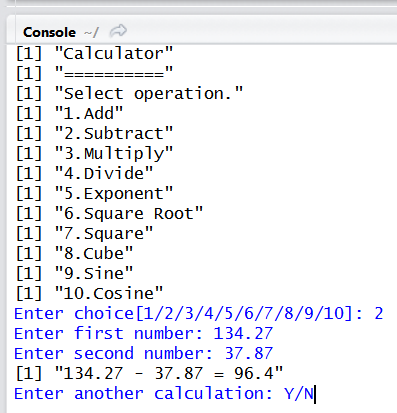 Console ~/
[1] "Calculator"
[1] "=========="
[1] "Select operation."
[1] "1.Add"
[1] "2.Subtract"
[1] "3.Multiply"
[1] "4.Divide"
[1] "5.Exponent"
[1] "6.Square Root"
[1] "7.Square"
[1] "8.Cube"
[1] "9.Sine"
[1] "10.Cosine"
Enter choice[1/2/3/4/5/6/7/8/9/10]: 2
Enter first number: 134.27
Enter second number: 37.87
[1] "134.27 - 37.87 = 96.4"
Enter another calculation: Y/N